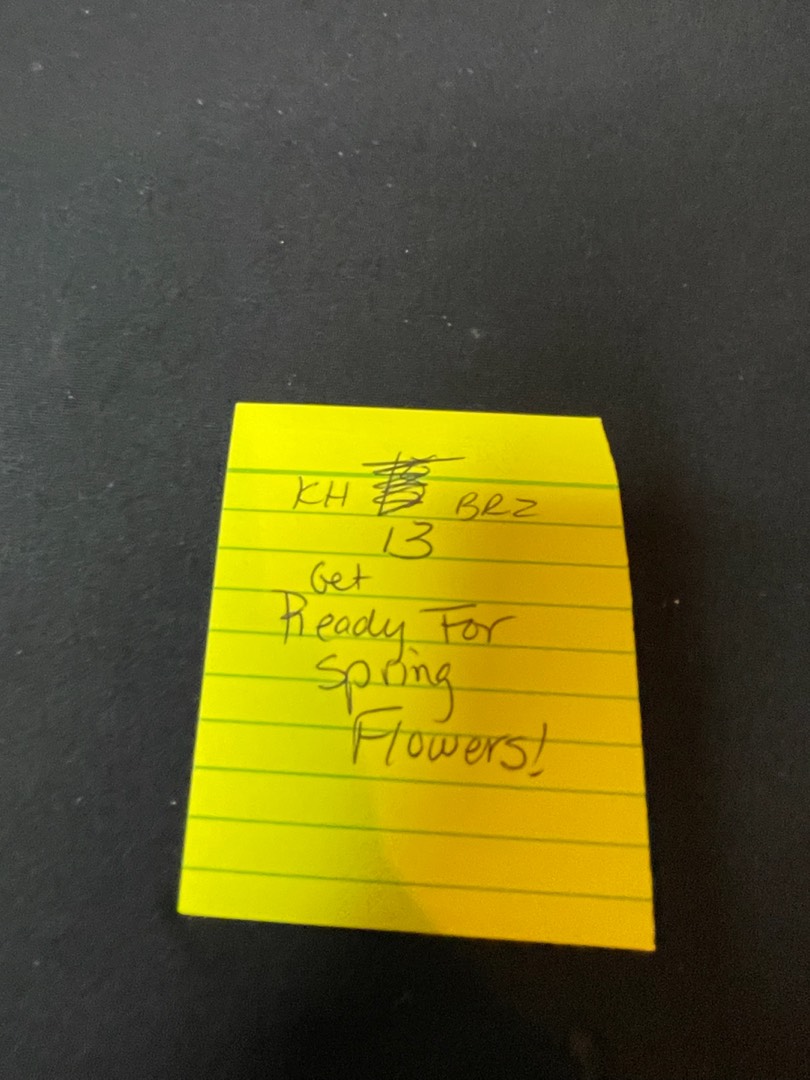 KH BRZ
13
Get
Ready For
Spring
Flowers!